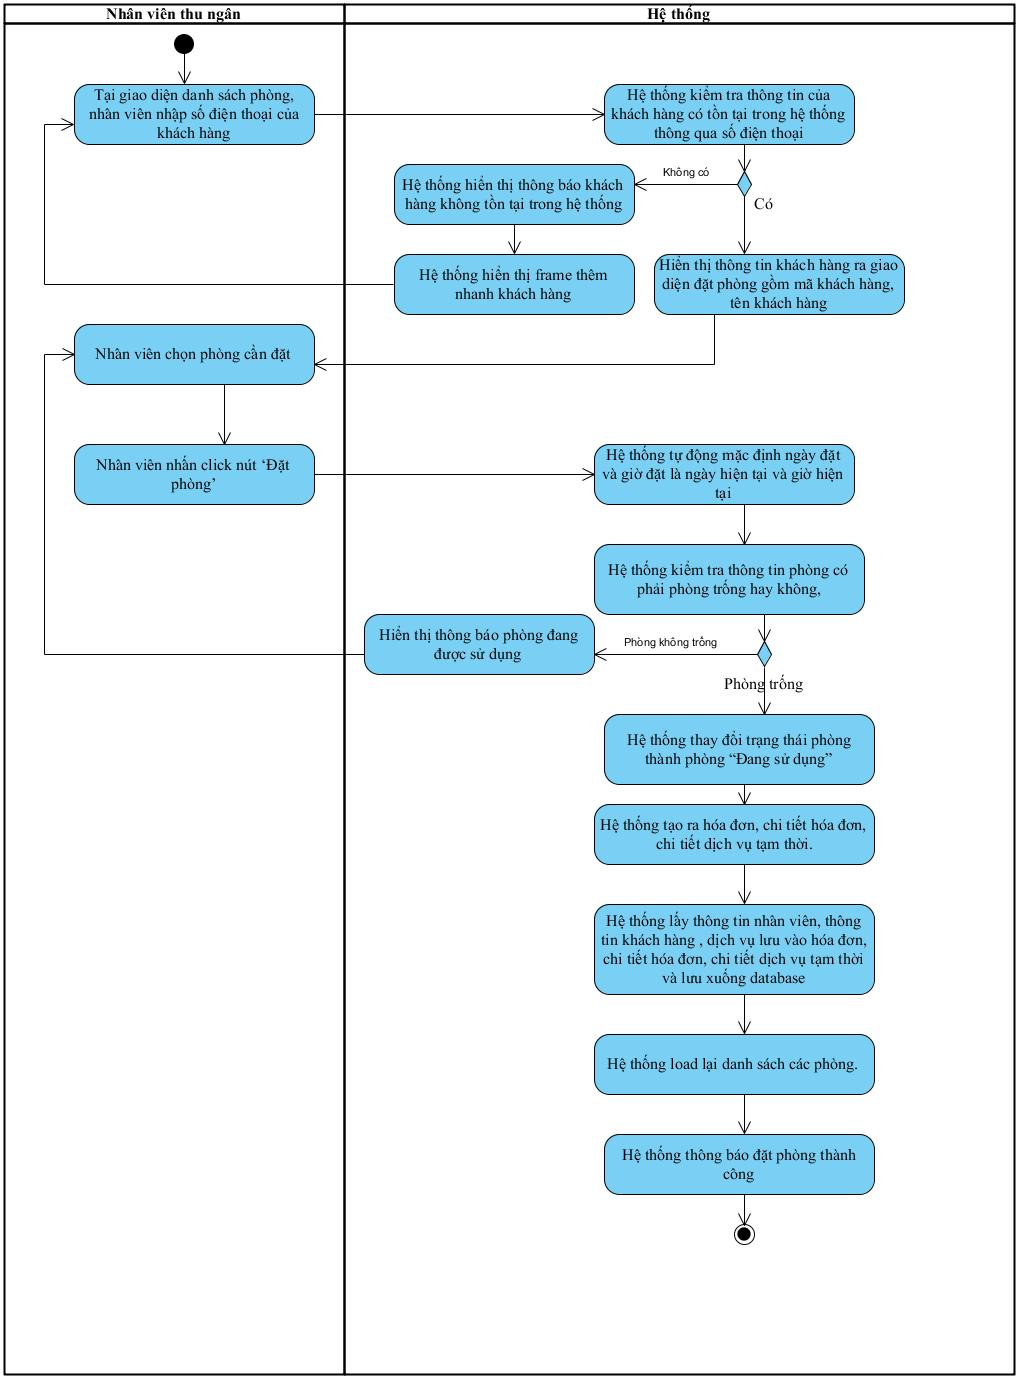 Nhân viên thu ngân
Hệ thống
Tại giao diện danh sách phòng,
nhân viên nhập số điện thoại của
khách hàng
Hệ thống kiểm tra thông tin của
khách hàng có tồn tại trong hệ thống
thông qua số điện thoại
Không có
Có
Hệ thống hiển thị thông báo khách
hàng không tồn tại trong hệ thống
Hệ thống hiển thị frame thêm
nhanh khách hàng
Hiển thị thông tin khách hàng ra giao
diện đặt phòng gồm mã khách hàng,
tên khách hàng
Nhân viên chọn phòng cần đặt
Nhân viên nhấn click nút ‘Đặt
phòng’
Hệ thống tự động mặc định ngày đặt
và giờ đặt là ngày hiện tại và giờ hiện
tại
Hệ thống kiểm tra thông tin phòng có
phải phòng trống hay không,
Phòng không trống
Hiển thị thông báo phòng đang
được sử dụng
Phòng trống
Hệ thống thay đổi trạng thái phòng
thành phòng “Đang sử dụng”
Hệ thống tạo ra hóa đơn, chi tiết hóa đơn,
chi tiết dịch vụ tạm thời.
Hệ thống lấy thông tin nhân viên, thông
tin khách hàng , dịch vụ lưu vào hóa đơn,
chi tiết hóa đơn, chi tiết dịch vụ tạm thời
và lưu xuống database
Hệ thống load lại danh sách các phòng.
Hệ thống thông báo đặt phòng thành
công